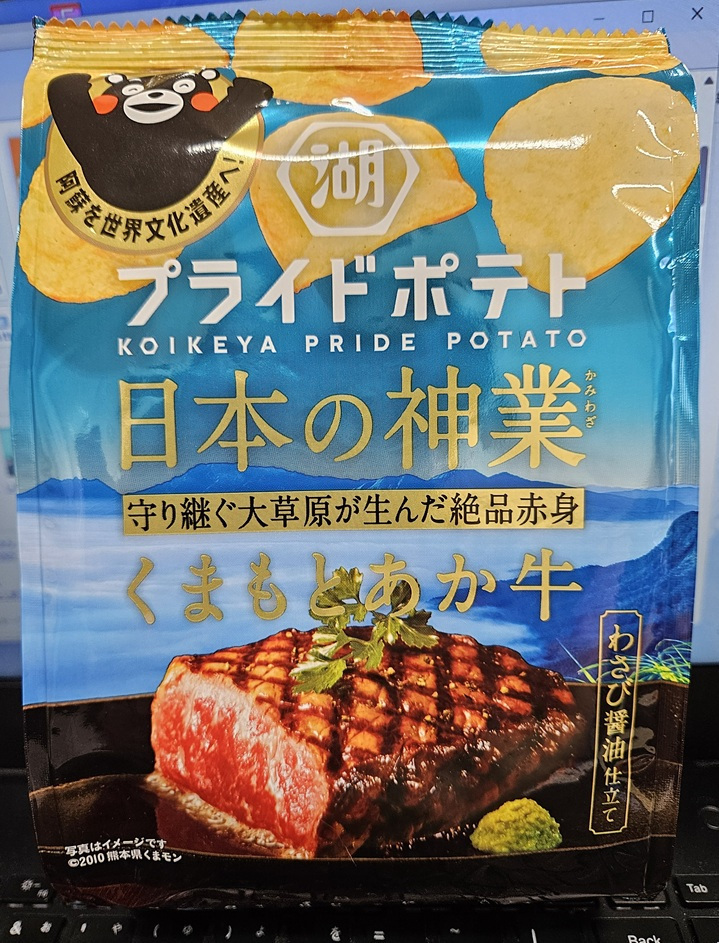 阿蘇を世界文化遺産へ!
湖
プライドポテト
KOIKEYA PRIDE POTATO
かみわざ
日本の神業
守り継ぐ大草原が生んだ絶品赤身
くまもとあか牛
わさび醤油仕立て
写真はイメージです
©2010 熊本県くまモン
Tab
Back